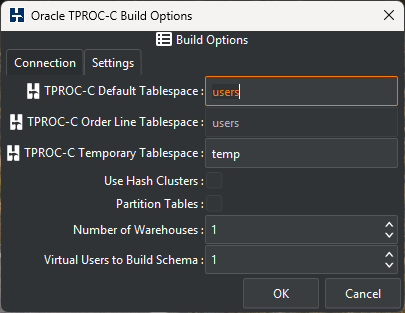 Oracle TPROC-C Build Options
Build Options
Connection Settings
TPROC-C Default Tablespace : users
TPROC-C Order Line Tablespace : users
TPROC-C Temporary Tablespace : temp
Use Hash Clusters :
Partition Tables :
Number of Warehouses : 1
Virtual Users to Build Schema : 1
OK Cancel